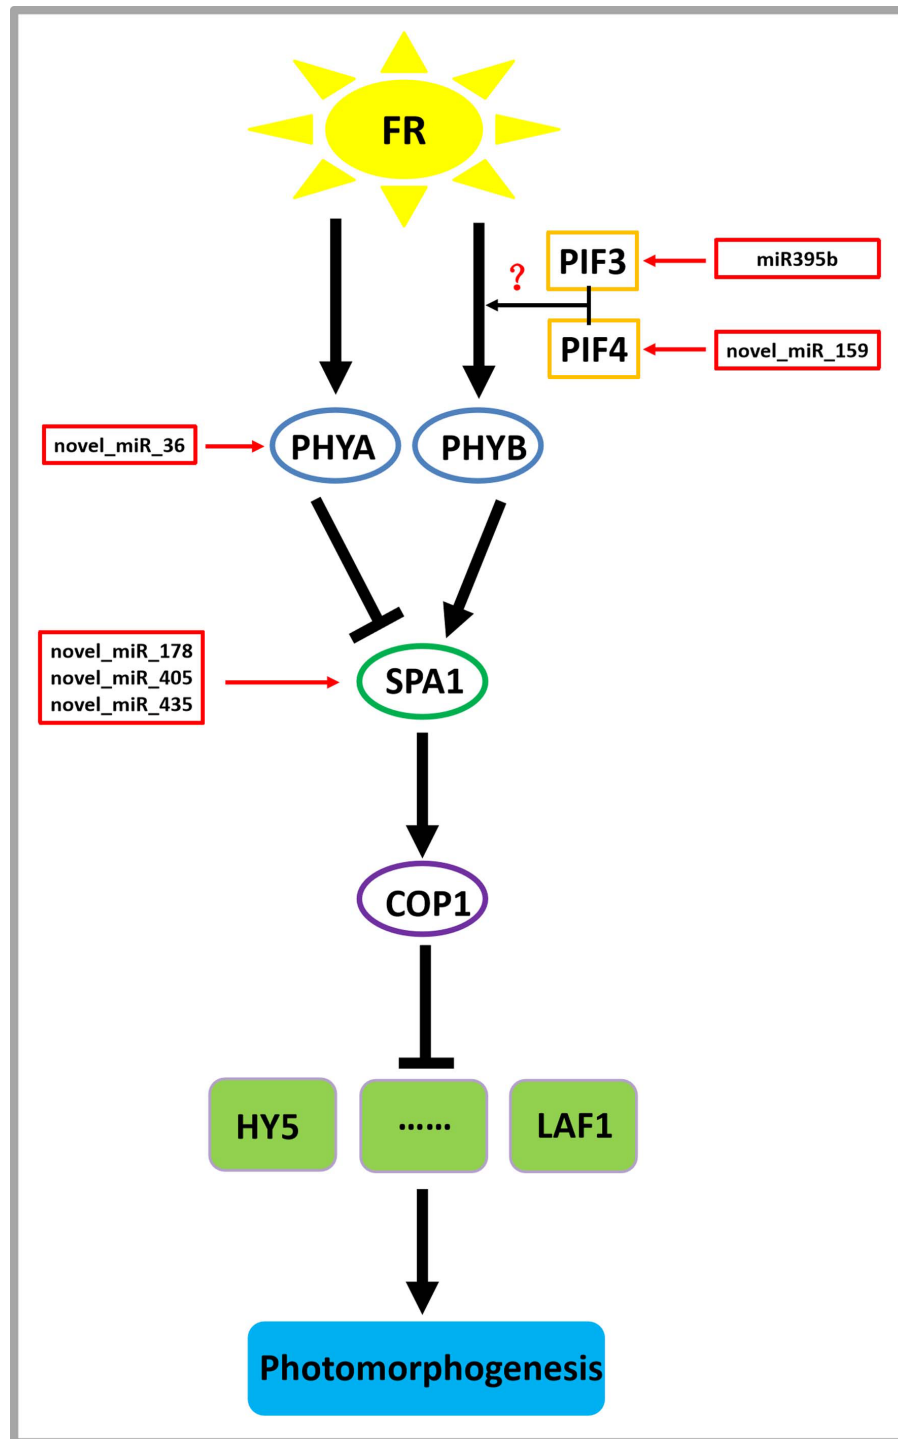 FR
PIF3
miR395b
?
PIF4
novel_miR_159
novel_miR_36
PHYA
PHYB
novel_miR_178
novel_miR_405
novel_miR_435
SPA1
COP1
HY5
......
LAF1
Photomorphogenesis